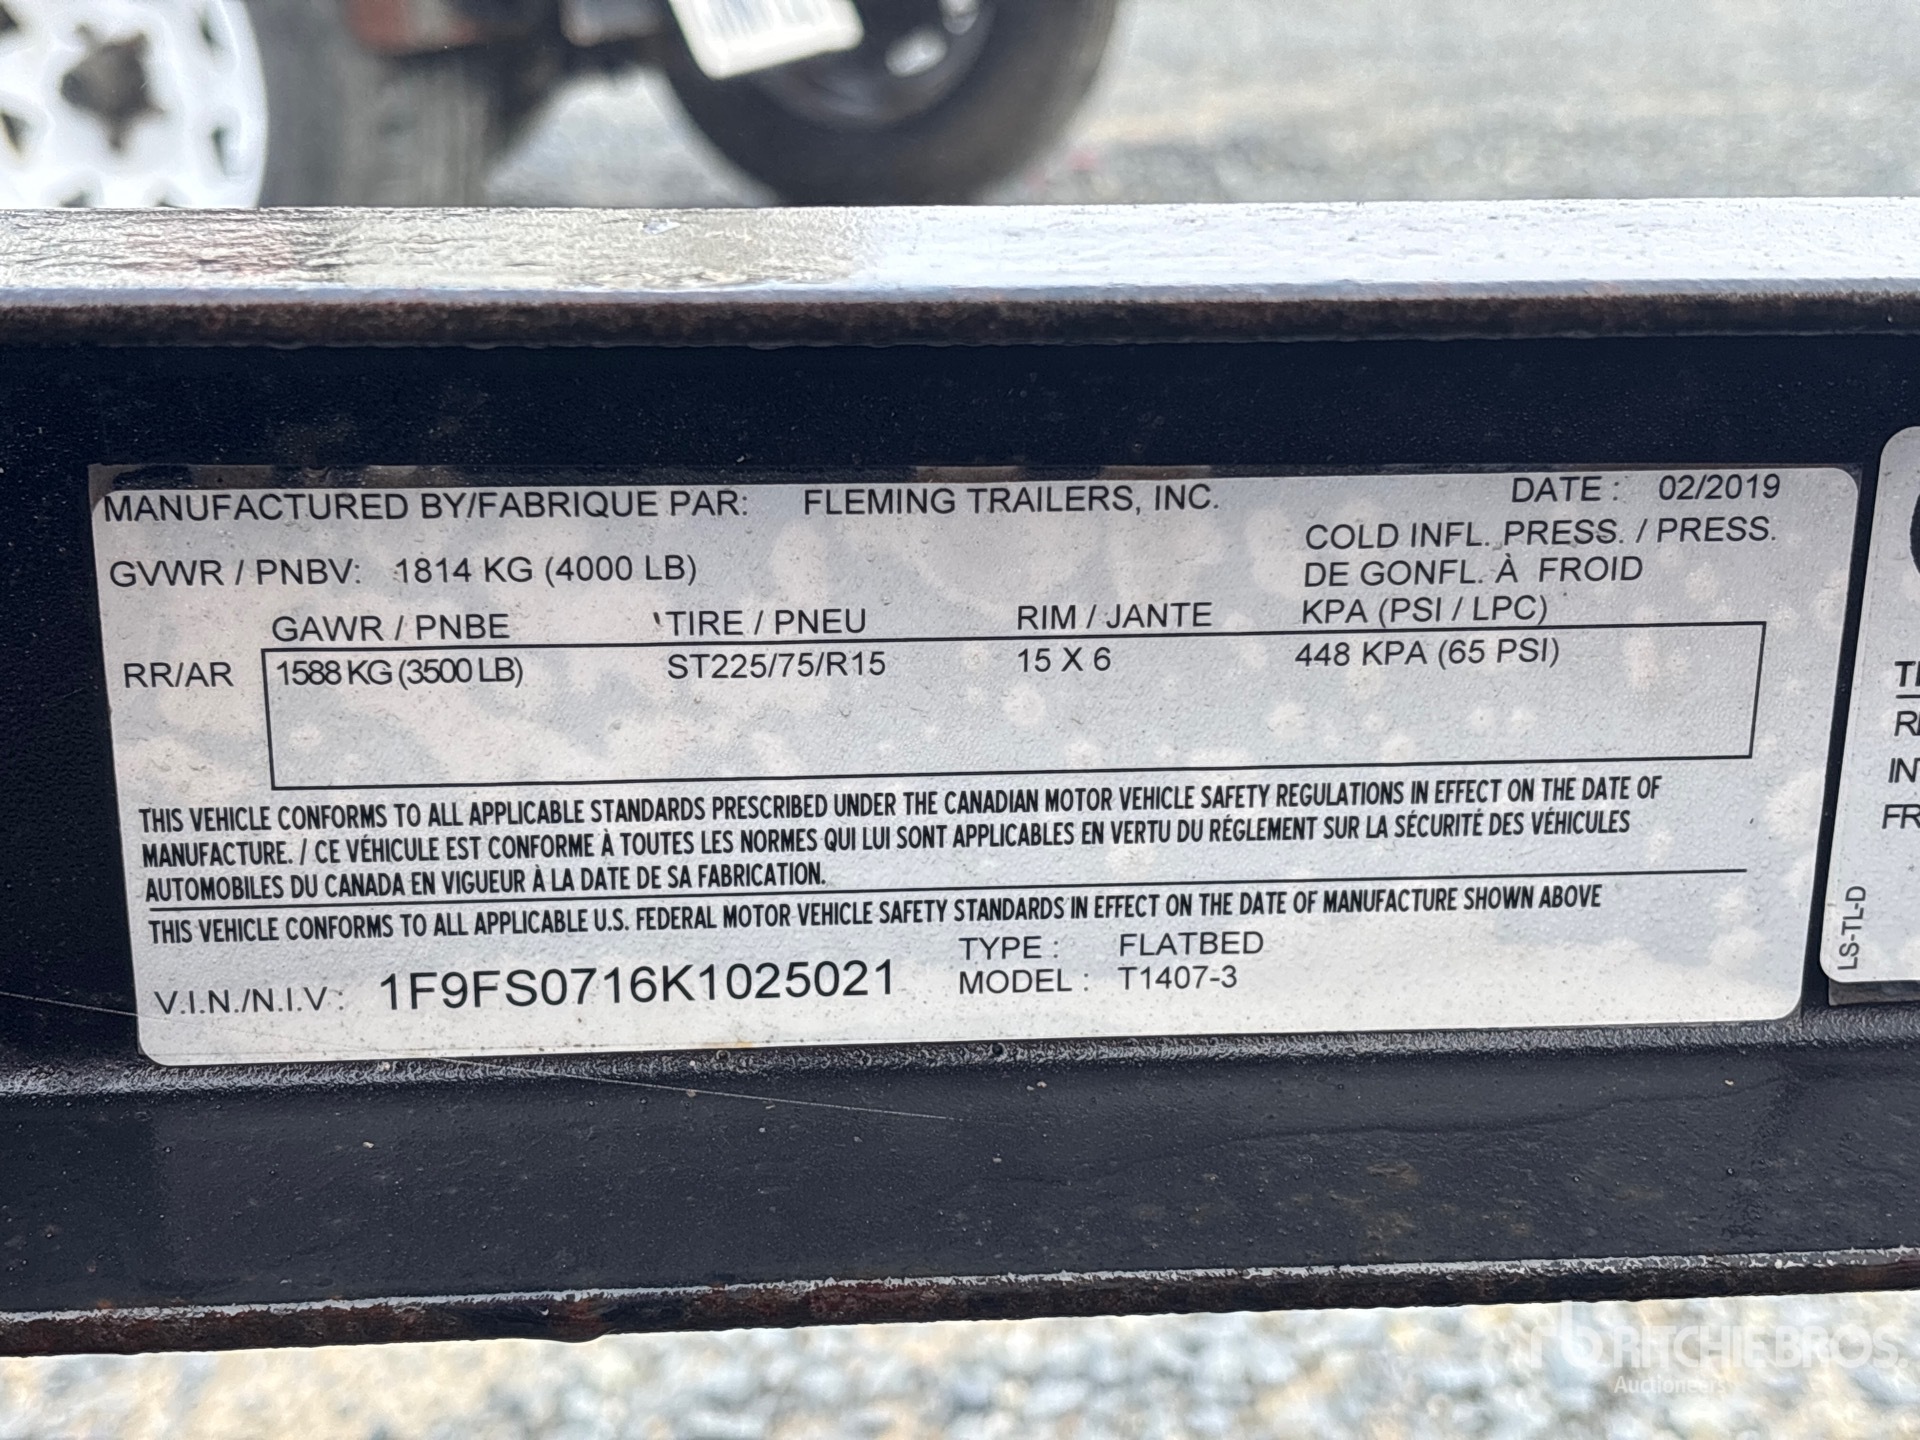 MANUFACTURED BY/FABRIQUE PAR: FLEMING TRAILERS, INC. DATE : 02/2019
GVWR / PNBV: 1814 KG (4000 LB)
COLD INFL. PRESS. / PRESS.
DE GONFL. À FROID
GAWR / PNBE TIRE / PNEU RIM / JANTE KPA (PSI / LPC)
RR/AR 1588 KG (3500 LB) ST225/75/R15 15 X 6 448 KPA (65 PSI)
THIS VEHICLE CONFORMS TO ALL APPLICABLE STANDARDS PRESCRIBED UNDER THE CANADIAN MOTOR VEHICLE SAFETY REGULATIONS IN EFFECT ON THE DATE OF
MANUFACTURE. / CE VÉHICULE EST CONFORME À TOUTES LES NORMES QUI LUI SONT APPLICABLES EN VERTU DU RÉGLEMENT SUR LA SÉCURITÉ DES VÉHICULES
AUTOMOBILES DU CANADA EN VIGUEUR À LA DATE DE SA FABRICATION.
THIS VEHICLE CONFORMS TO ALL APPLICABLE U.S. FEDERAL MOTOR VEHICLE SAFETY STANDARDS IN EFFECT ON THE DATE OF MANUFACTURE SHOWN ABOVE
TYPE : FLATBED
V.I.N./N.I.V : 1F9FS0716K1025021 MODEL : T1407-3
LS-TL-D
rb RITCHIE BROS.
Auctioneers